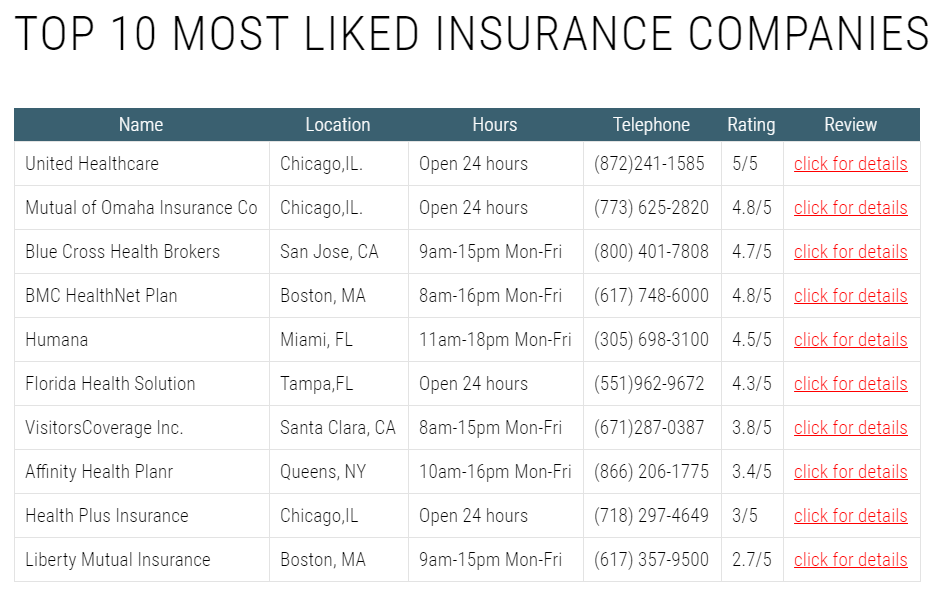 TOP 10 MOST LIKED INSURANCE COMPANIES
Name Location Hours Telephone Rating Review
United Healthcare Chicago,IL. Open 24 hours (872)241-1585 5/5 click for details
Mutual of Omaha Insurance Co Chicago,IL. Open 24 hours (773) 625-2820 4.8/5 click for details
Blue Cross Health Brokers San Jose, CA 9am-15pm Mon-Fri (800) 401-7808 4.7/5 click for details
BMC HealthNet Plan Boston, MA 8am-16pm Mon-Fri (617) 748-6000 4.8/5 click for details
Humana Miami, FL 11am-18pm Mon-Fri (305) 698-3100 4.5/5 click for details
Florida Health Solution Tampa,FL Open 24 hours (551)962-9672 4.3/5 click for details
VisitorsCoverage Inc. Santa Clara, CA 8am-15pm Mon-Fri (671)287-0387 3.8/5 click for details
Affinity Health Planr Queens, NY 10am-16pm Mon-Fri (866) 206-1775 3.4/5 click for details
Health Plus Insurance Chicago,IL Open 24 hours (718) 297-4649 3/5 click for details
Liberty Mutual Insurance Boston, MA 9am-15pm Mon-Fri (617) 357-9500 2.7/5 click for details